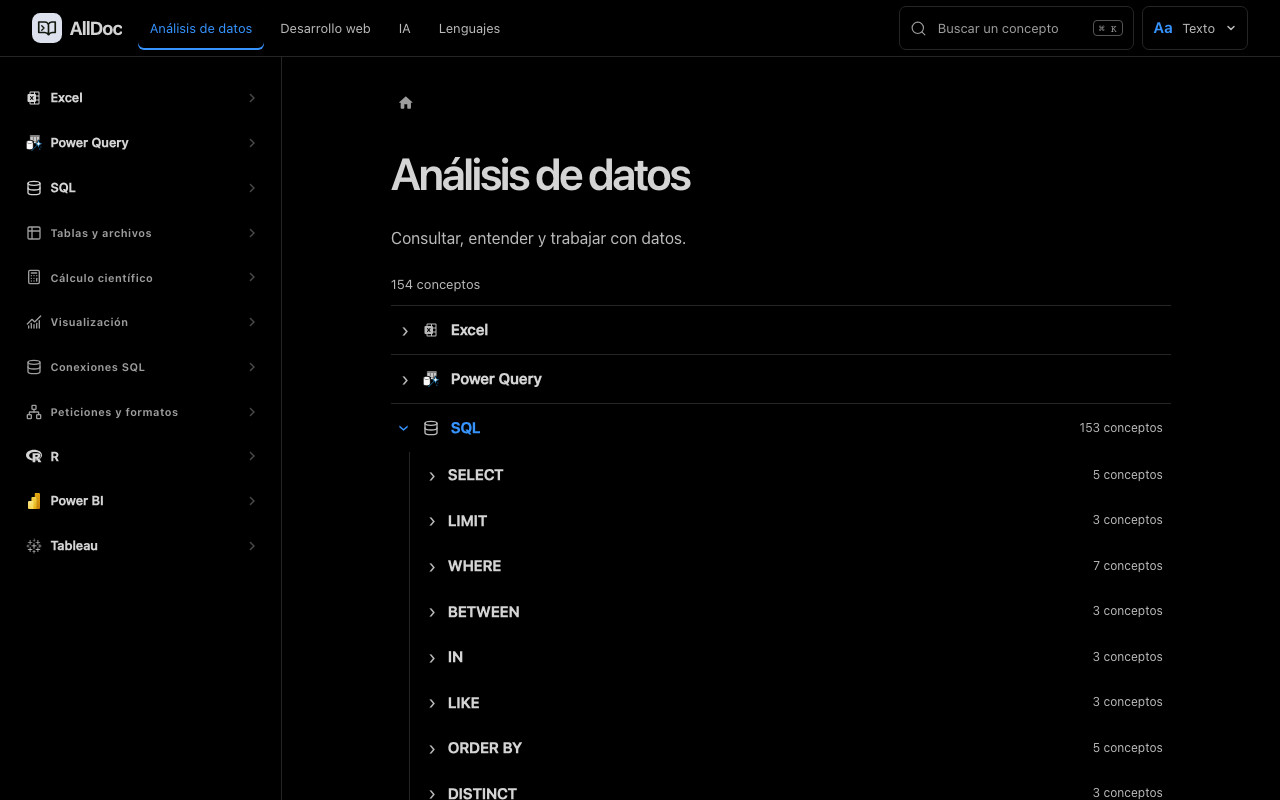 AllDoc
Análisis de datos
Desarrollo web
IA
Lenguajes
Buscar un concepto
⌘ K
Aa Texto
Excel
Power Query
SQL
Tablas y archivos
Cálculo científico
Visualización
Conexiones SQL
Peticiones y formatos
R
Power BI
Tableau
Análisis de datos
Consultar, entender y trabajar con datos.
154 conceptos
Excel
Power Query
SQL 153 conceptos
SELECT 5 conceptos
LIMIT 3 conceptos
WHERE 7 conceptos
BETWEEN 3 conceptos
IN 3 conceptos
LIKE 3 conceptos
ORDER BY 5 conceptos
DISTINCT 3 conceptos